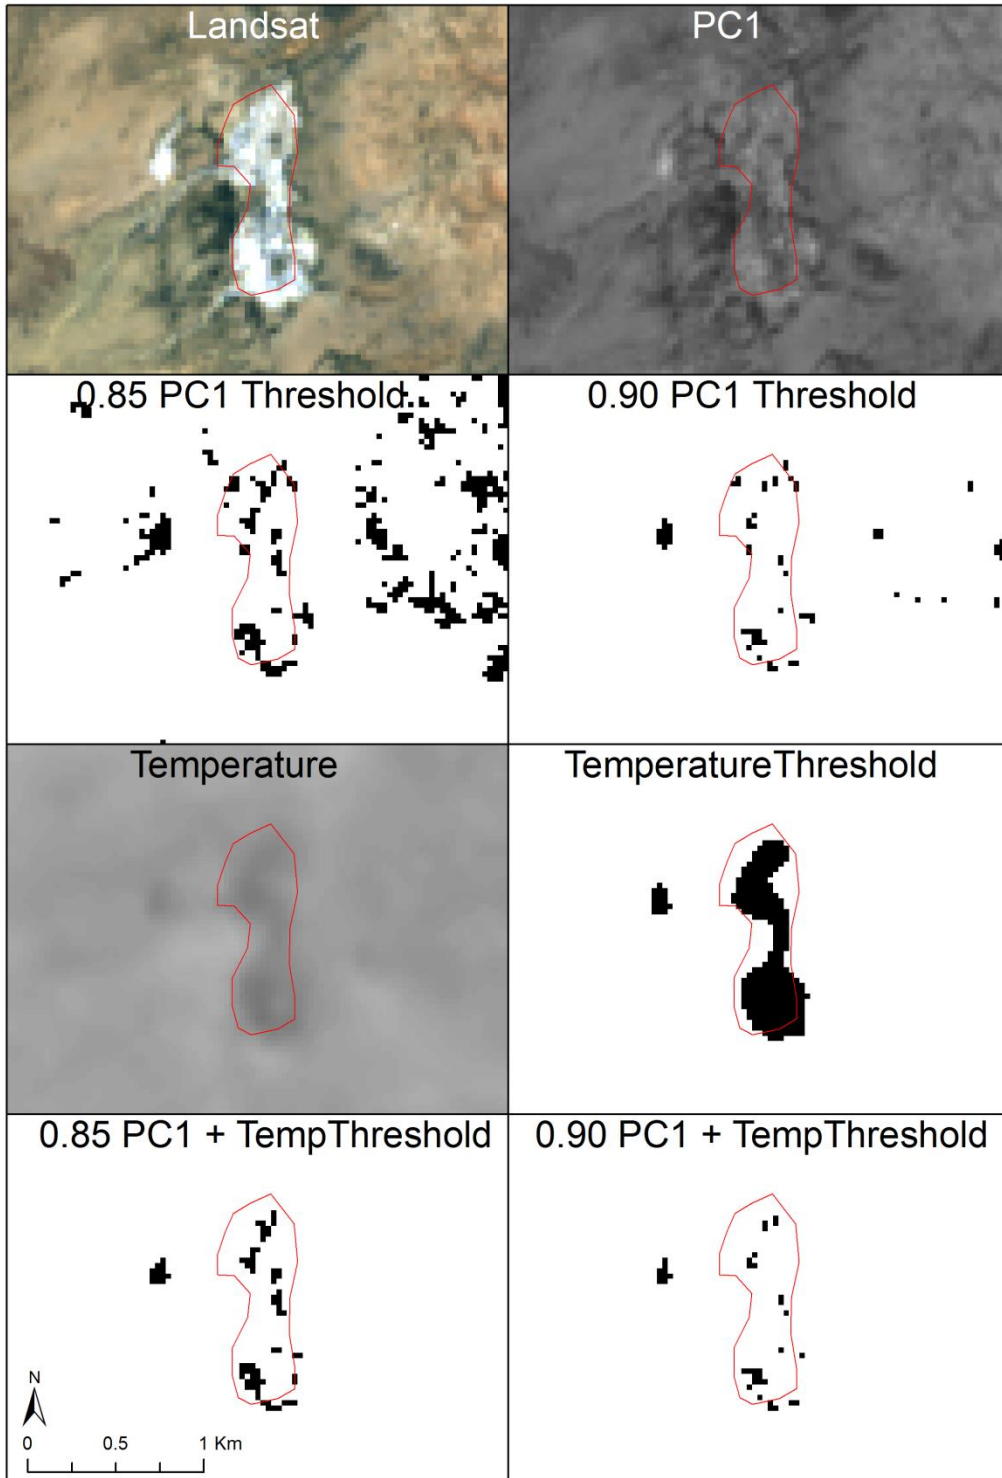 Landsat
PC1
0.85 PC1 Threshold
0.90 PC1 Threshold
Temperature
TemperatureThreshold
0.85 PC1 + TempThreshold
0.90 PC1 + TempThreshold
N
0 0.5 1 Km